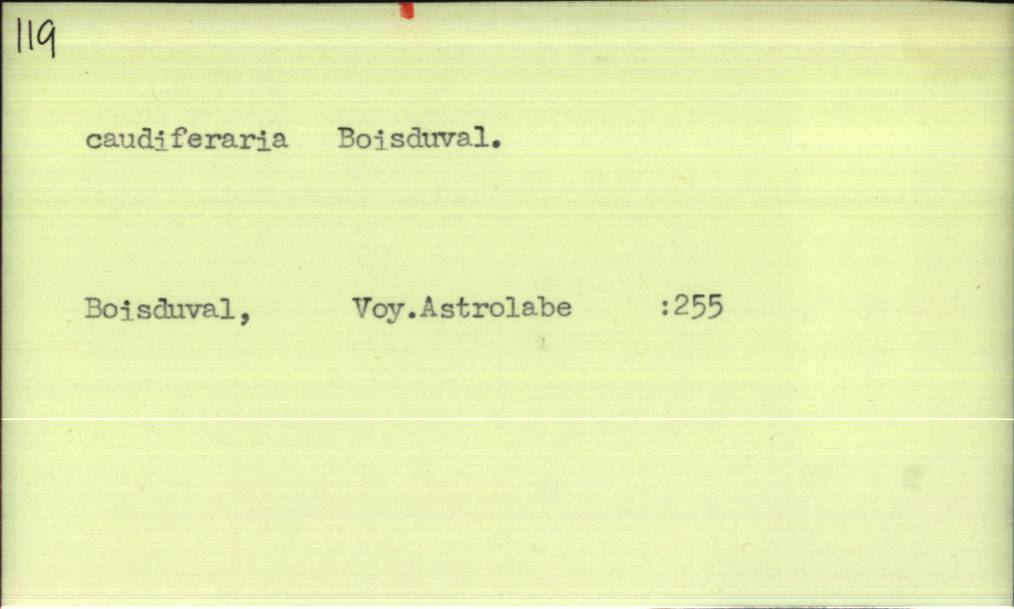 119
caudiferaria Boisduval.
Boisduval, Voy.Astrolabe :255